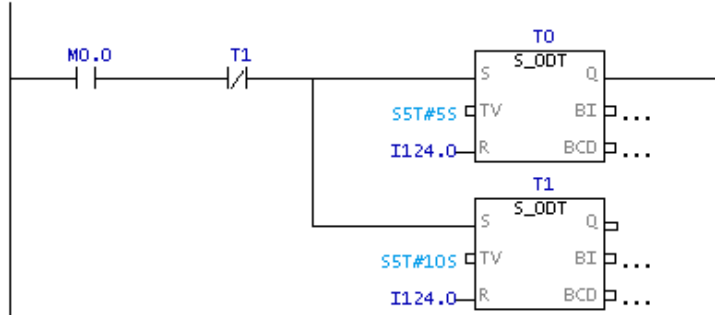 M0.0 T1 T0
S_ODT
S Q
S5T#5S TV BI ...
I124.0 R BCD ...
T1
S_ODT
S Q
S5T#10S TV BI ...
I124.0 R BCD ...